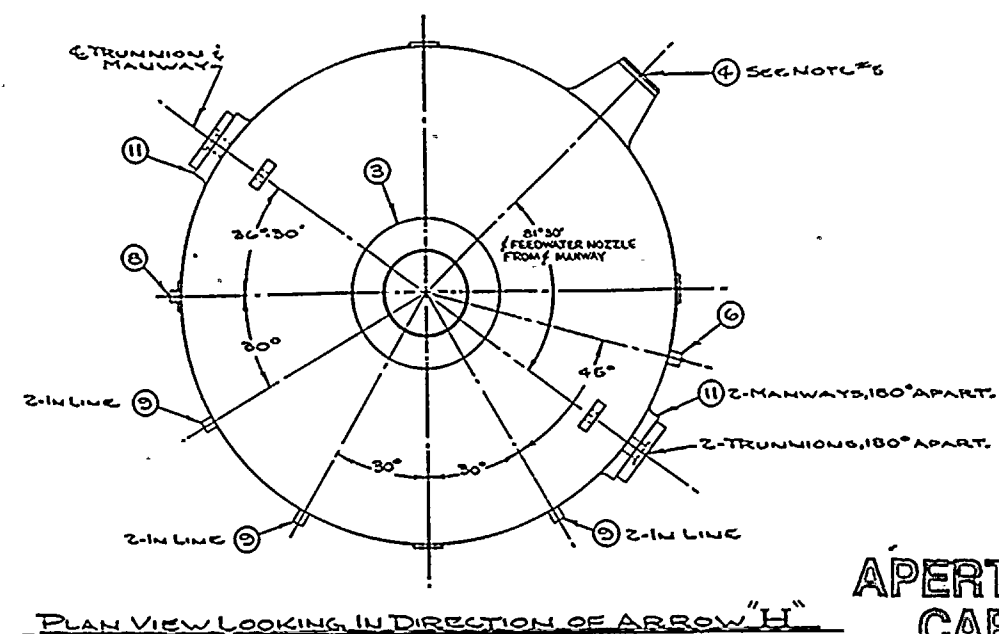 ℄ TRUNNION &
MANWAY
4 SEE NOTE #6
11
3
36°-30'
81°30'
℄ FEEDWATER NOZZLE
FROM ℄ MANWAY
8
6
30°
45°
2-IN LINE 9
11 2-MANWAYS, 180° APART.
2-TRUNNIONS, 180° APART.
30°
30°
2-IN LINE 9
9 2-IN LINE
APERT
CAR
PLAN VIEW LOOKING IN DIRECTION OF ARROW "H"